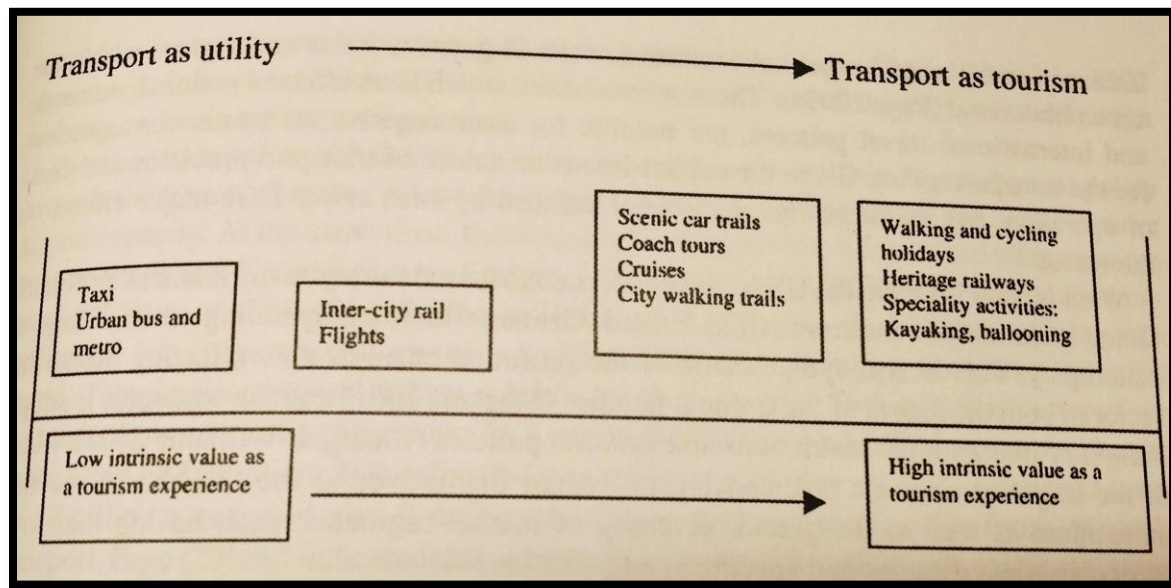 Transport as utility
Transport as tourism
Taxi
Urban bus and
metro
Inter-city rail
Flights
Scenic car trails
Coach tours
Cruises
City walking trails
Walking and cycling
holidays
Heritage railways
Speciality activities:
Kayaking, ballooning
Low intrinsic value as
a tourism experience
High intrinsic value as a
tourism experience